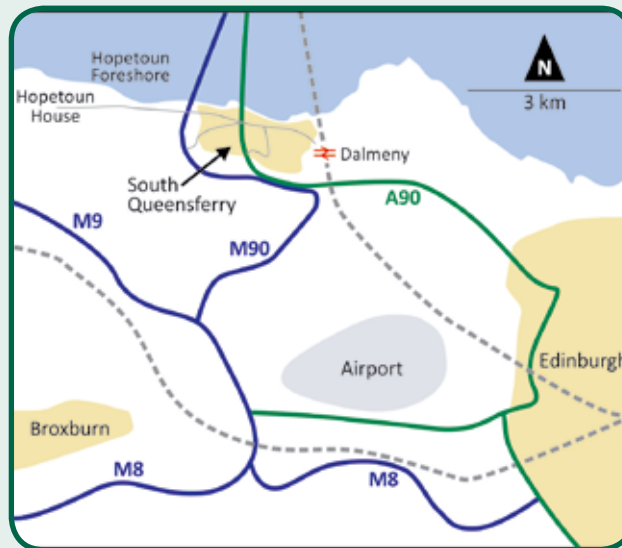 Hopetoun
Foreshore
N
3 km
Hopetoun
House
Dalmeny
South
Queensferry
A90
M9
M90
Airport
Edinburgh
Broxburn
M8
M8